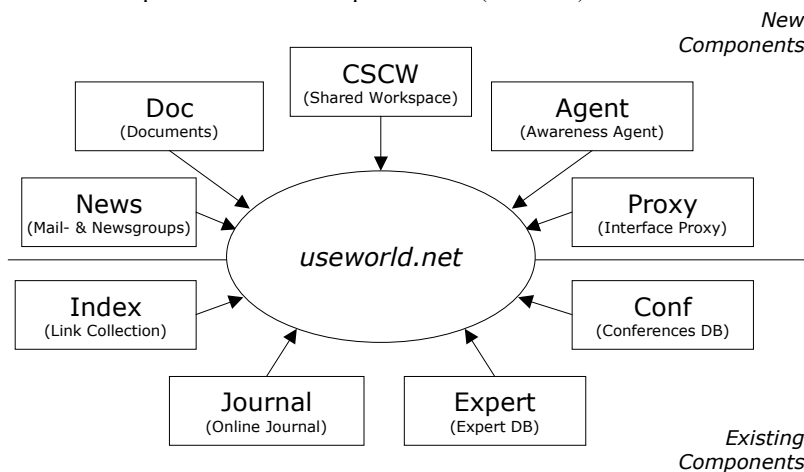 New
Components
CSCW
(Shared Workspace)
Doc
(Documents)
Agent
(Awareness Agent)
News
(Mail- & Newsgroups)
Proxy
(Interface Proxy)
useworld.net
Index
(Link Collection)
Conf
(Conferences DB)
Journal
(Online Journal)
Expert
(Expert DB)
Existing
Components